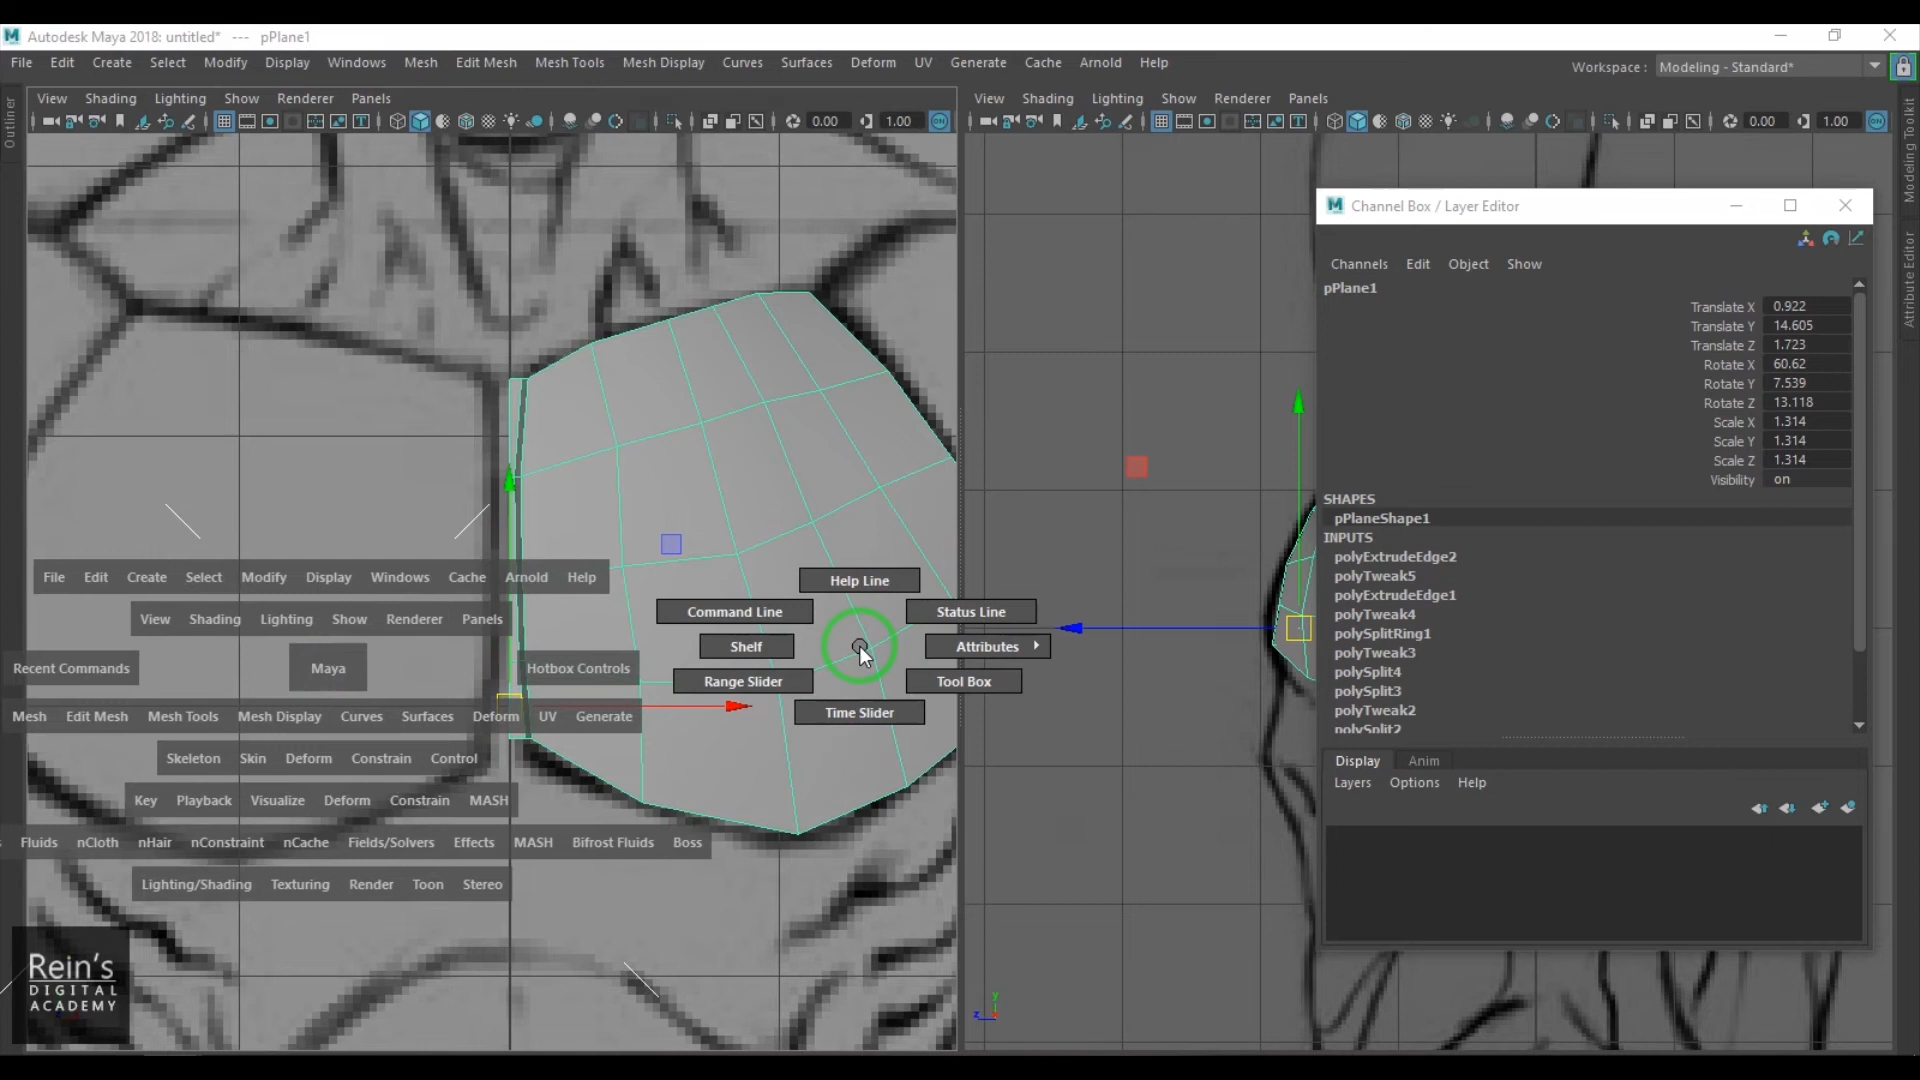 Autodesk Maya 2018: untitled* --- pPlane1
File Edit Create Select Modify Display Windows Mesh Edit Mesh Mesh Tools Mesh Display Curves Surfaces Deform UV Generate Cache Arnold Help
Workspace : Modeling - Standard*
View Shading Lighting Show Renderer Panels
View Shading Lighting Show Renderer Panels
0.00 1.00 ON
0.00 1.00 ON
Outliner
Modeling Toolkit
Attribute Editor
Channel Box / Layer Editor
Channels Edit Object Show
pPlane1
Translate X 0.922
Translate Y 14.605
Translate Z 1.723
Rotate X 60.62
Rotate Y 7.539
Rotate Z 13.118
Scale X 1.314
Scale Y 1.314
Scale Z 1.314
Visibility on
SHAPES
pPlaneShape1
INPUTS
polyExtrudeEdge2
polyTweak5
polyExtrudeEdge1
polyTweak4
polySplitRing1
polyTweak3
polySplit4
polySplit3
polyTweak2
polySplit2
Display Anim
Layers Options Help
File Edit Create Select Modify Display Windows Cache Arnold Help
View Shading Lighting Show Renderer Panels
Recent Commands Maya Hotbox Controls
Mesh Edit Mesh Mesh Tools Mesh Display Curves Surfaces Deform UV Generate
Skeleton Skin Deform Constrain Control
Key Playback Visualize Deform Constrain MASH
Fluids nCloth nHair nConstraint nCache Fields/Solvers Effects MASH Bifrost Fluids Boss
Lighting/Shading Texturing Render Toon Stereo
Help Line
Command Line Status Line
Shelf Attributes
Range Slider Tool Box
Time Slider
Rein's
DIGITAL
ACADEMY
y
z